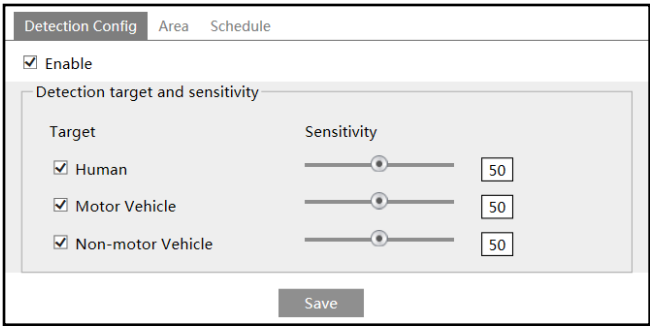 Detection Config Area Schedule
Enable
Detection target and sensitivity
Target Sensitivity
Human 50
Motor Vehicle 50
Non-motor Vehicle 50
Save